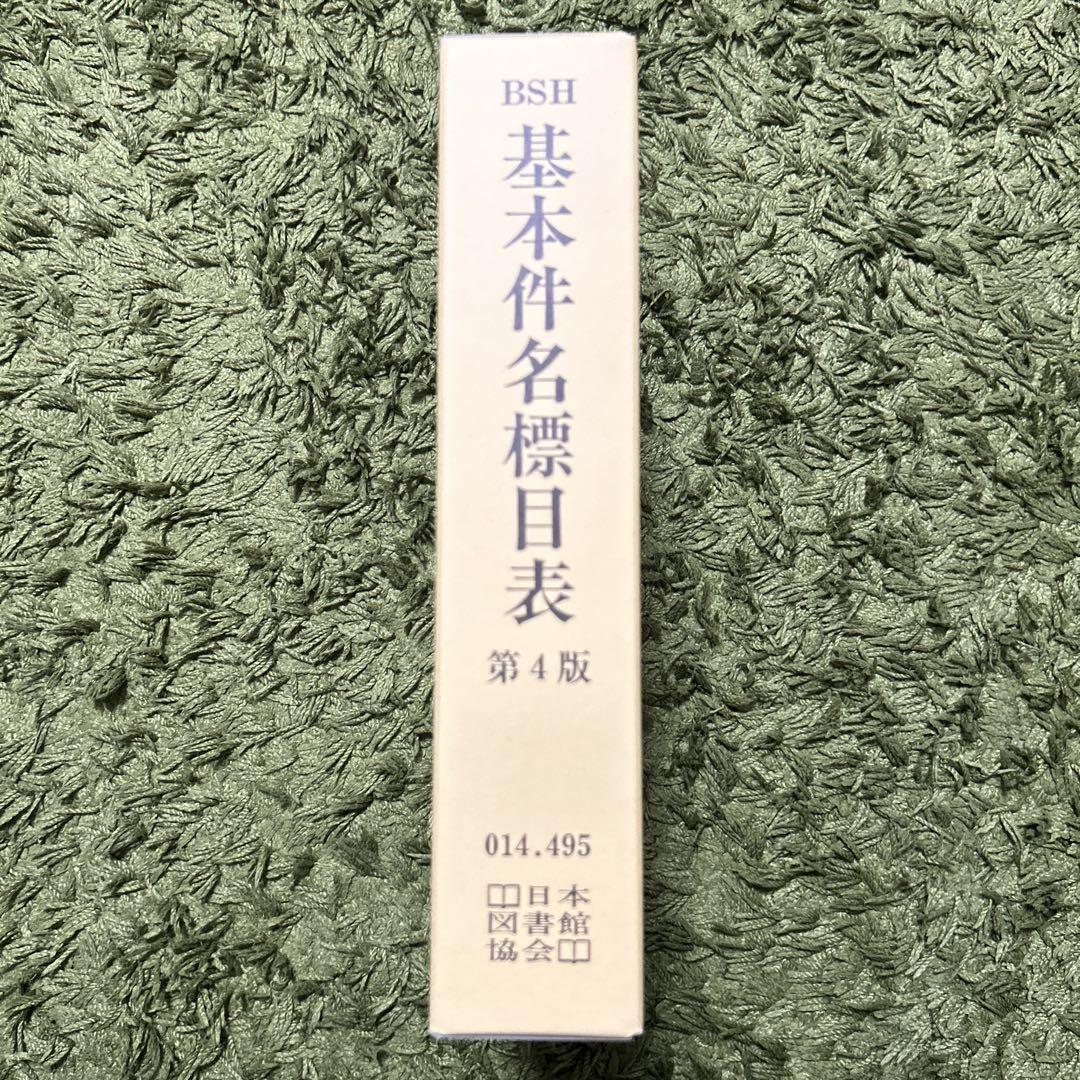 BSH
基本件名標目表
第4版
014.495
日本
図書館
協会